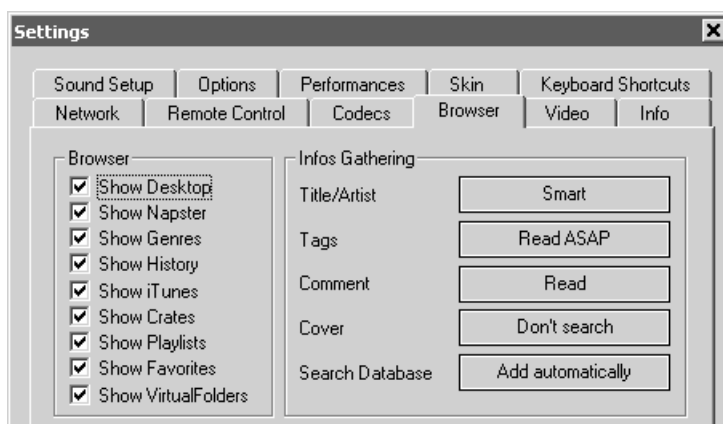 Settings
Sound Setup Options Performances Skin Keyboard Shortcuts
Network Remote Control Codecs Browser Video Info
Browser
Show Desktop
Show Napster
Show Genres
Show History
Show iTunes
Show Crates
Show Playlists
Show Favorites
Show VirtualFolders
Infos Gathering
Title/Artist Smart
Tags Read ASAP
Comment Read
Cover Don't search
Search Database Add automatically